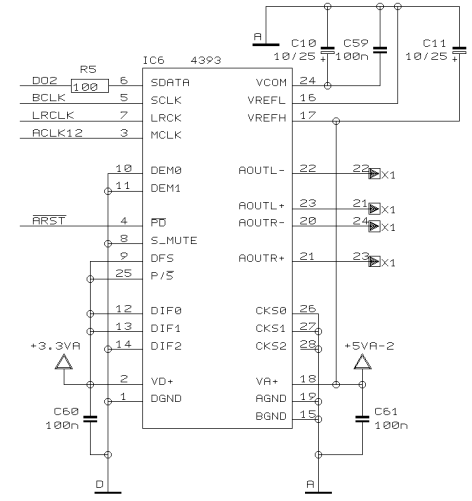 A
C10 C59 C11
10/25 100n 10/25
+ +
IC6 4393
R5
DO2 100 6 SDATA VCOM 24
BCLK 5 SCLK VREFL 16
LRCLK 7 LRCK VREFH 17
ACLK12 3 MCLK
10 DEM0 AOUTL- 22 22 X1
11 DEM1
AOUTL+ 23 21 X1
ARST 4 PD AOUTR- 20 24 X1
8 S_MUTE
9 DFS AOUTR+ 21 23 X1
25 P/S
12 DIF0 CKS0 26
13 DIF1 CKS1 27
14 DIF2 CKS2 28
+3.3VA +5VA-2
2 VD+ VA+ 18
1 DGND AGND 19
BGND 15
C60 C61
100n 100n
D A